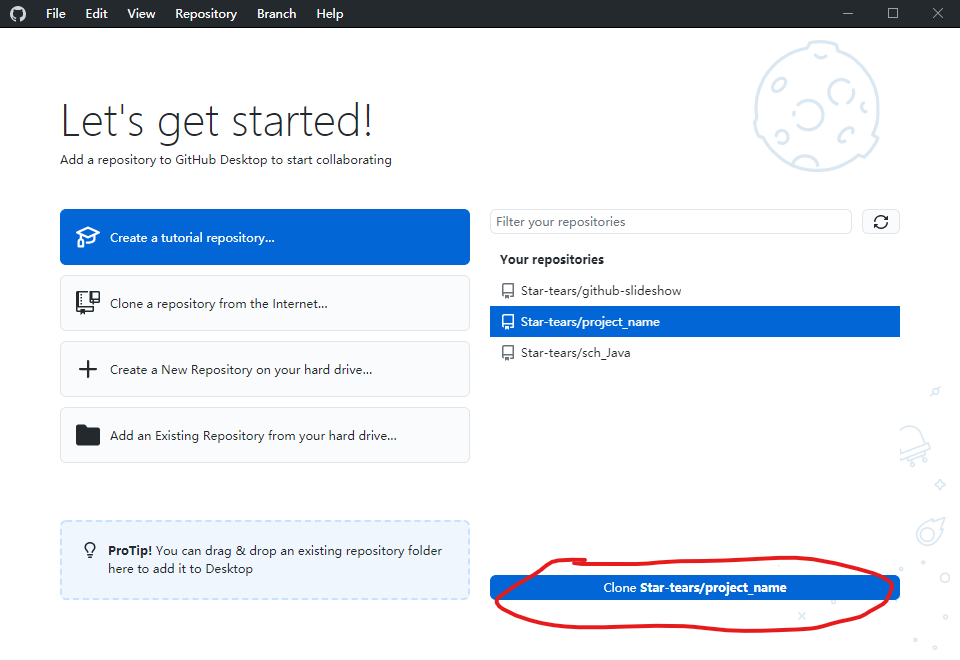 File Edit View Repository Branch Help
Let's get started!
Add a repository to GitHub Desktop to start collaborating
Create a tutorial repository...
Clone a repository from the Internet...
Create a New Repository on your hard drive...
Add an Existing Repository from your hard drive...
ProTip! You can drag & drop an existing repository folder
here to add it to Desktop
Filter your repositories
Your repositories
Star-tears/github-slideshow
Star-tears/project_name
Star-tears/sch_Java
Clone Star-tears/project_name